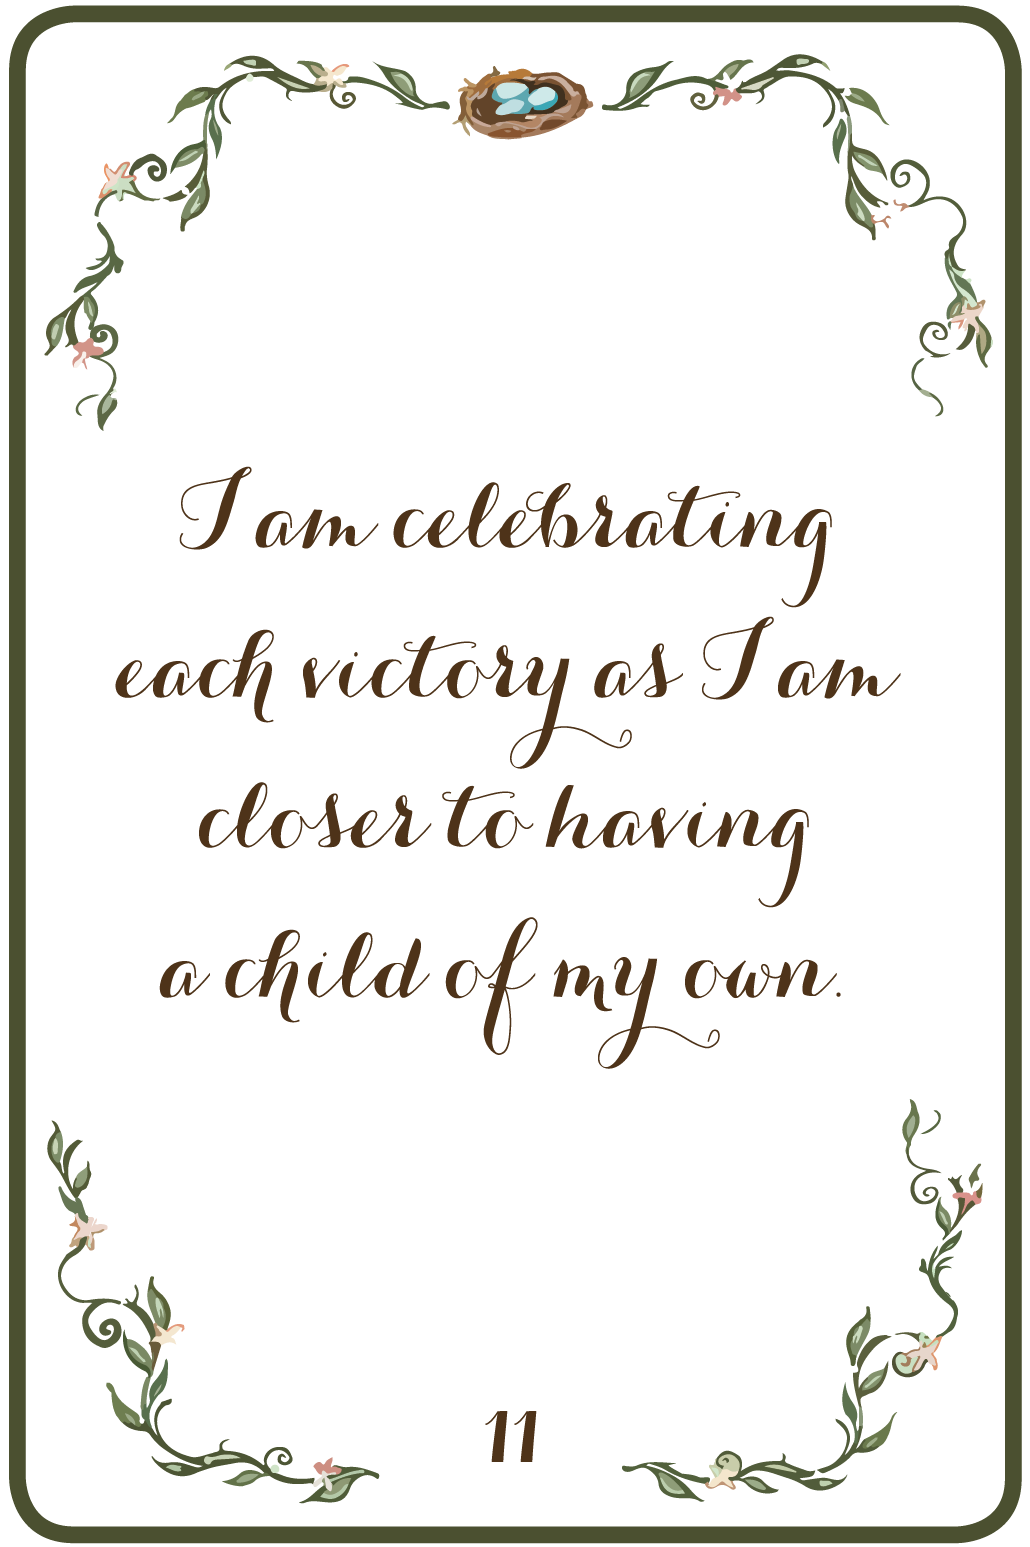 I am celebrating
each victory as I am
closer to having
a child of my own.
11